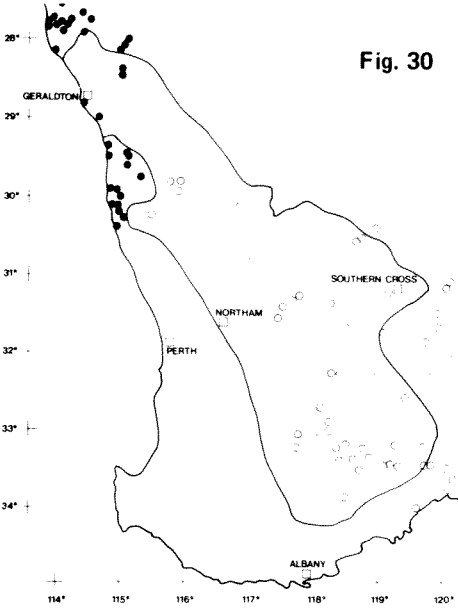 28°
Fig. 30
GERALDTON
29°
30°
31°
SOUTHERN CROSS
NORTHAM
32°
PERTH
33°
34°
ALBANY
114° 115° 116° 117° 118° 119° 120°